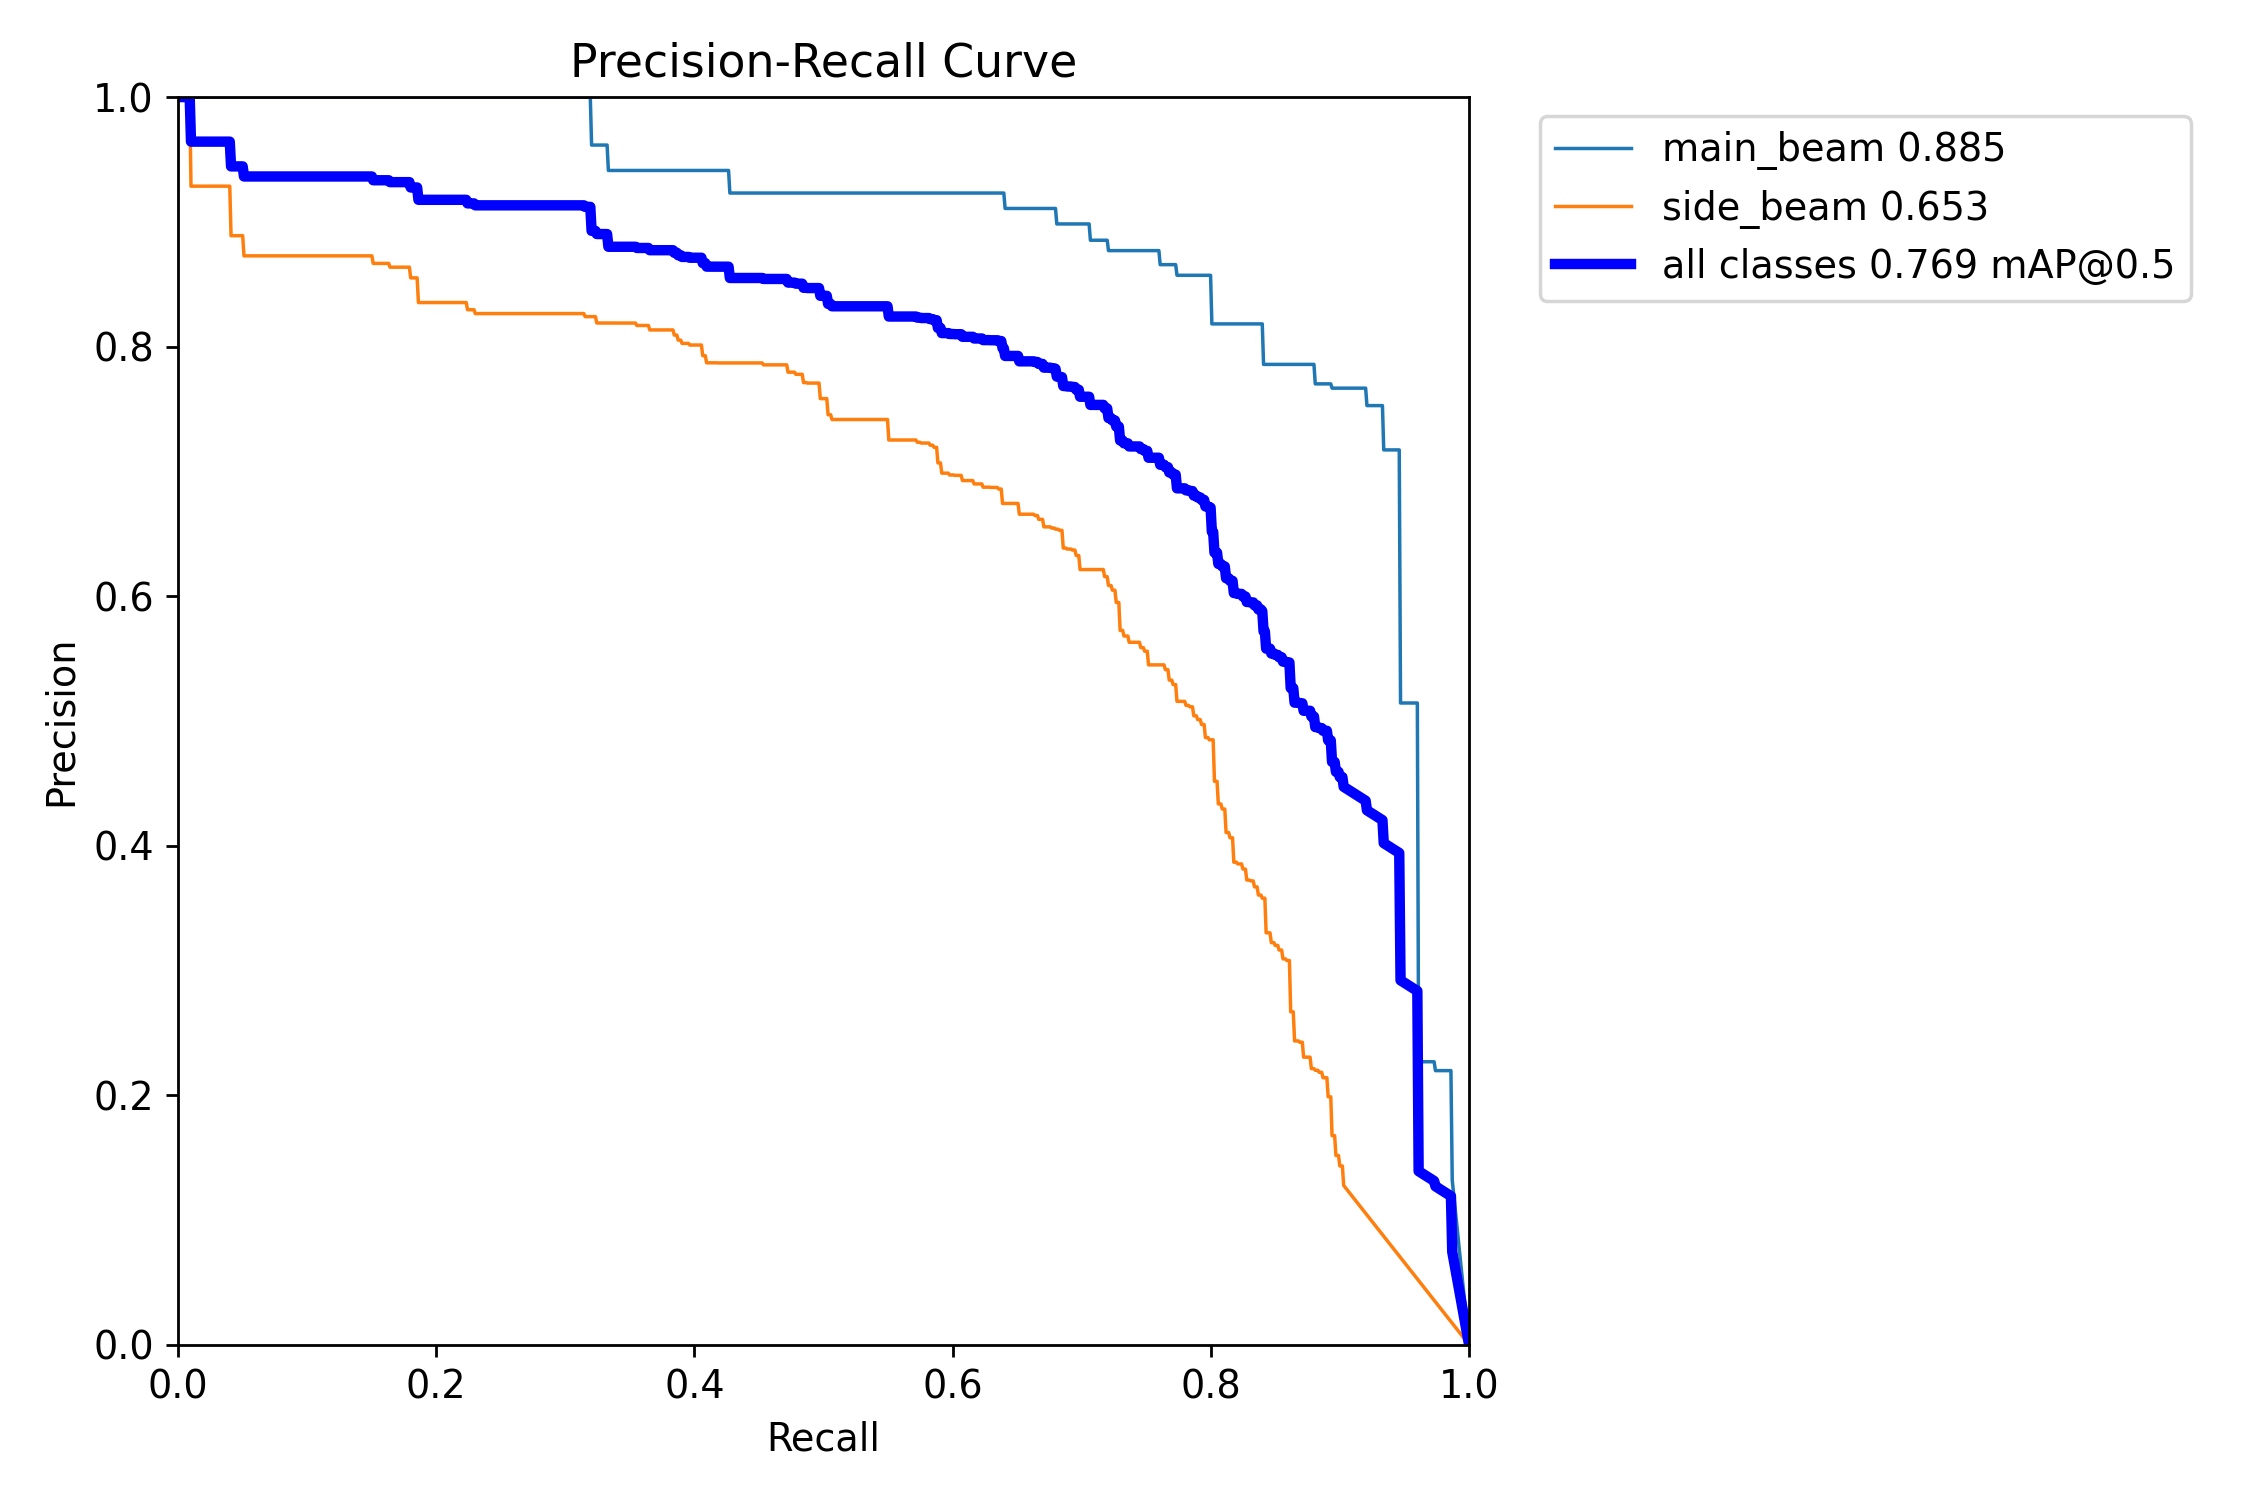 Precision-Recall Curve
1.0
0.8
0.6
0.4
0.2
0.0
Precision
0.0 0.2 0.4 0.6 0.8 1.0
Recall
main_beam 0.885
side_beam 0.653
all classes 0.769 mAP@0.5